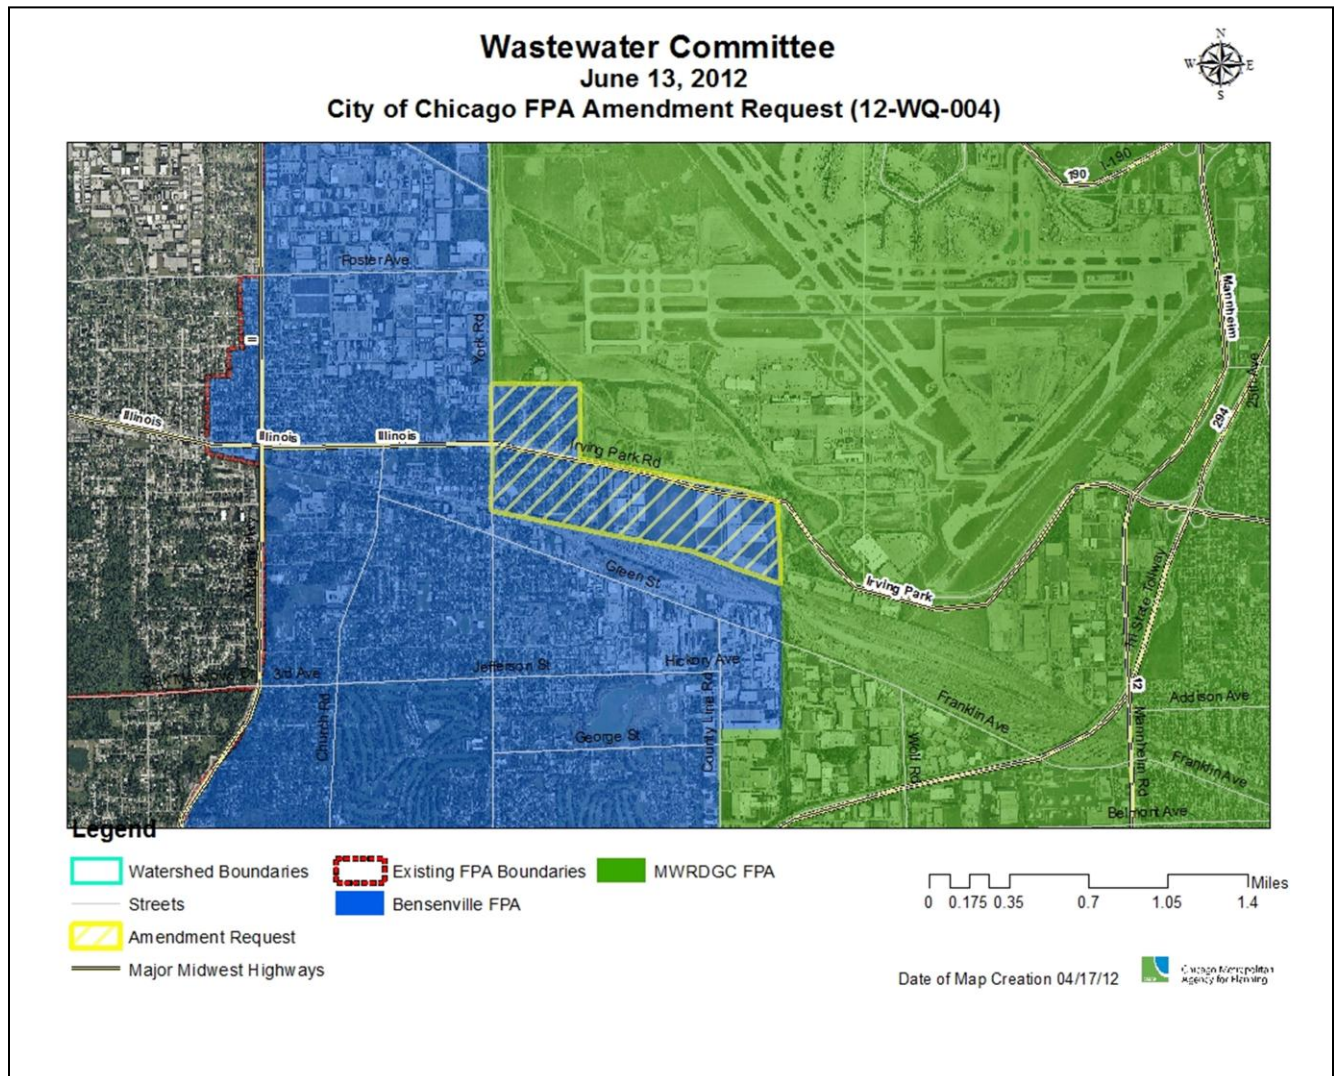 Wastewater Committee
June 13, 2012
City of Chicago FPA Amendment Request (12-WQ-004)
N
W E
S
190
I-190
Foster Ave
York Rd
Mannheim
25th Ave
294
Illinois
Illinois
Illinois
Irving Park Rd
Green St
Irving Park
Tri State Tollway
Jefferson St
Hickory Ave
3rd Ave
12
Addison Ave
Church Rd
County Line Rd
Franklin Ave
George St
Wolf Rd
Mannheim Rd
Franklin Ave
Belmont Ave
Legend
Watershed Boundaries
Existing FPA Boundaries
MWRDGC FPA
Streets
Bensenville FPA
Amendment Request
Major Midwest Highways
Miles
0 0.175 0.35 0.7 1.05 1.4
Date of Map Creation 04/17/12
Chicago Metropolitan
Agency for Planning